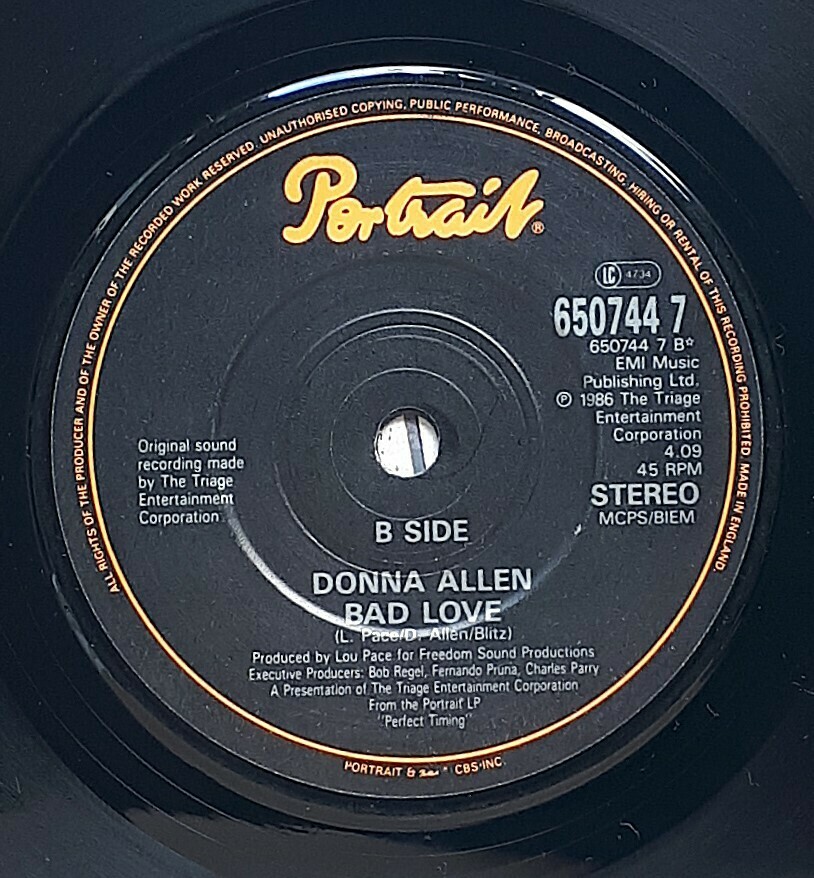 ALL RIGHTS OF THE PRODUCER AND OF THE OWNER OF THE RECORDED WORK RESERVED. UNAUTHORISED COPYING, PUBLIC PERFORMANCE, BROADCASTING, HIRING OR RENTAL OF THIS RECORDING PROHIBITED. MADE IN ENGLAND.
Portrait®
LC 4734
650744 7
650744 7 B☆
EMI Music
Publishing Ltd.
℗ 1986 The Triage
Entertainment
Corporation
4.09
45 RPM
STEREO
MCPS/BIEM
Original sound
recording made
by The Triage
Entertainment
Corporation
B SIDE
DONNA ALLEN
BAD LOVE
(L. Pace/D. Allen/Blitz)
Produced by Lou Pace for Freedom Sound Productions
Executive Producers: Bob Regel, Fernando Pruna, Charles Parry
A Presentation of The Triage Entertainment Corporation
From the Portrait LP
"Perfect Timing"
PORTRAIT & CBS·INC.